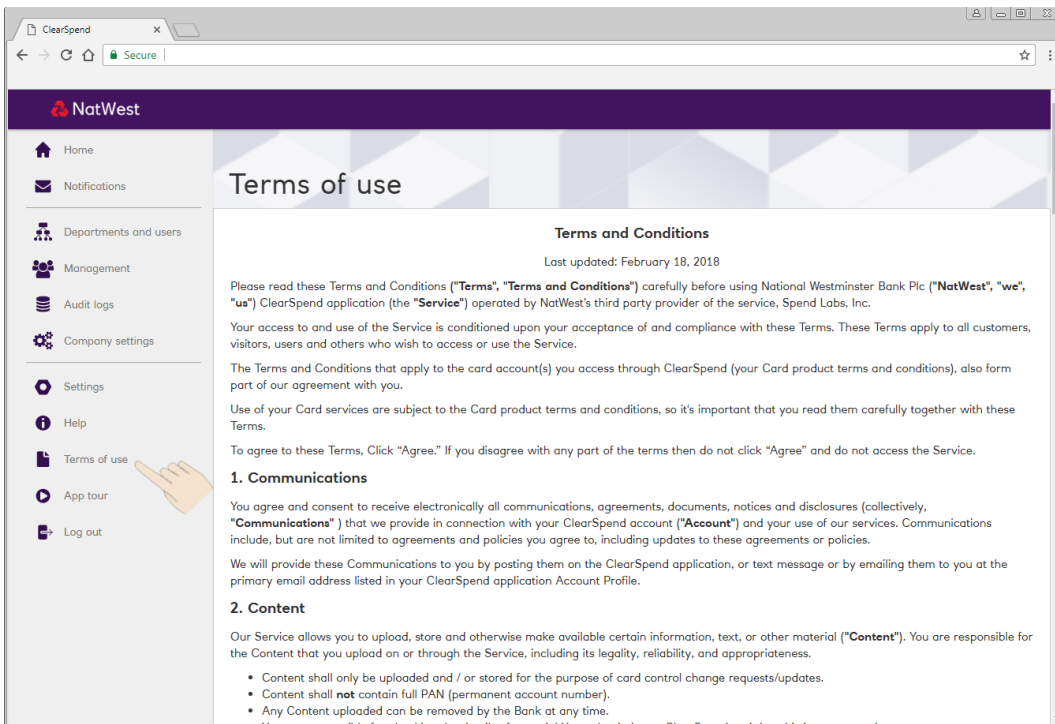 ClearSpend
Secure
NatWest
Home
Notifications
Departments and users
Management
Audit logs
Company settings
Settings
Help
Terms of use
App tour
Log out
Terms of use
Terms and Conditions
Last updated: February 18, 2018
Please read these Terms and Conditions ("Terms", "Terms and Conditions") carefully before using National Westminster Bank Plc ("NatWest", "we",
"us") ClearSpend application (the "Service") operated by NatWest's third party provider of the service, Spend Labs, Inc.
Your access to and use of the Service is conditioned upon your acceptance of and compliance with these Terms. These Terms apply to all customers,
visitors, users and others who wish to access or use the Service.
The Terms and Conditions that apply to the card account(s) you access through ClearSpend (your Card product terms and conditions), also form
part of our agreement with you.
Use of your Card services are subject to the Card product terms and conditions, so it's important that you read them carefully together with these
Terms.
To agree to these Terms, Click “Agree.” If you disagree with any part of the terms then do not click “Agree” and do not access the Service.
1. Communications
You agree and consent to receive electronically all communications, agreements, documents, notices and disclosures (collectively,
"Communications" ) that we provide in connection with your ClearSpend account ("Account") and your use of our services. Communications
include, but are not limited to agreements and policies you agree to, including updates to these agreements or policies.
We will provide these Communications to you by posting them on the ClearSpend application, or text message or by emailing them to you at the
primary email address listed in your ClearSpend application Account Profile.
2. Content
Our Service allows you to upload, store and otherwise make available certain information, text, or other material ("Content"). You are responsible for
the Content that you upload on or through the Service, including its legality, reliability, and appropriateness.
• Content shall only be uploaded and / or stored for the purpose of card control change requests/updates.
• Content shall not contain full PAN (permanent account number).
• Any Content uploaded can be removed by the Bank at any time.